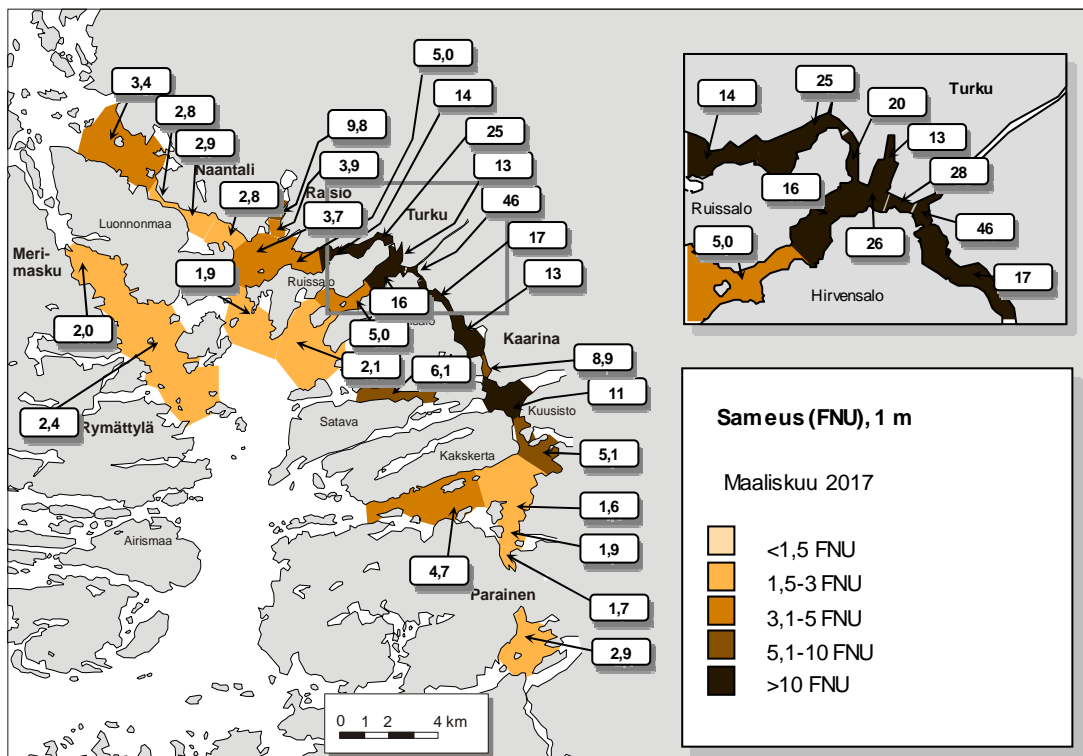 5,0
3,4
14
2,8
9,8
25
2,9
Naantali
3,9
13
2,8
Raisio
3,7
46
Turku
Luonnonmaa
17
Meri-
masku
1,9
Ruissalo
13
16
2,0
5,0
Kaarina
2,1
8,9
6,1
11
2,4
Rymättylä
Satava
Kuusisto
Kakskerta
5,1
1,6
Airismaa
1,9
4,7
Parainen
1,7
2,9
0 1 2 4 km
25
14
20
Turku
13
28
16
Ruissalo
5,0
26
46
17
Hirvensalo
Sameus (FNU), 1 m
Maaliskuu 2017
<1,5 FNU
1,5-3 FNU
3,1-5 FNU
5,1-10 FNU
>10 FNU